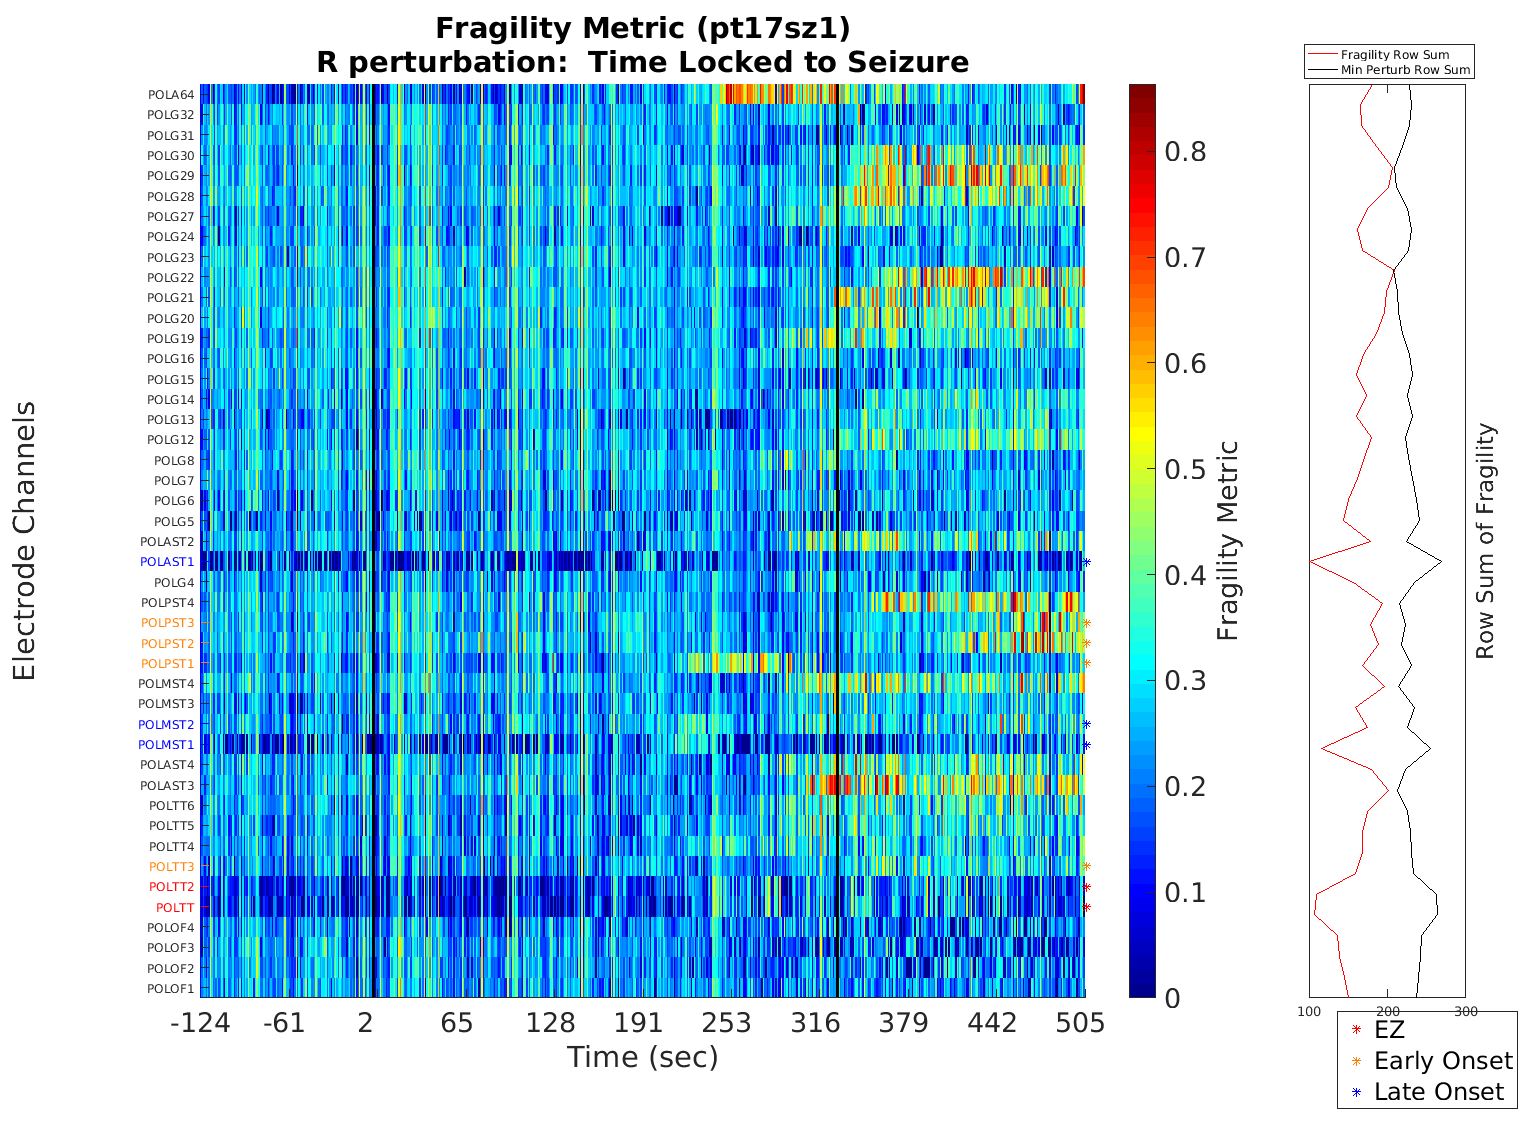 Fragility Metric (pt17sz1)
R perturbation:  Time Locked to Seizure
Fragility Row Sum
Min Perturb Row Sum
Electrode Channels
POLA64
POLG32
POLG31
POLG30
POLG29
POLG28
POLG27
POLG24
POLG23
POLG22
POLG21
POLG20
POLG19
POLG16
POLG15
POLG14
POLG13
POLG12
POLG8
POLG7
POLG6
POLG5
POLAST2
POLAST1
POLG4
POLPST4
POLPST3
POLPST2
POLPST1
POLMST4
POLMST3
POLMST2
POLMST1
POLAST4
POLAST3
POLTT6
POLTT5
POLTT4
POLTT3
POLTT2
POLTT
POLOF4
POLOF3
POLOF2
POLOF1
-124 -61 2 65 128 191 253 316 379 442 505
Time (sec)
0.8
0.7
0.6
0.5
0.4
0.3
0.2
0.1
0
Fragility Metric
100 200 300
Row Sum of Fragility
EZ
Early Onset
Late Onset